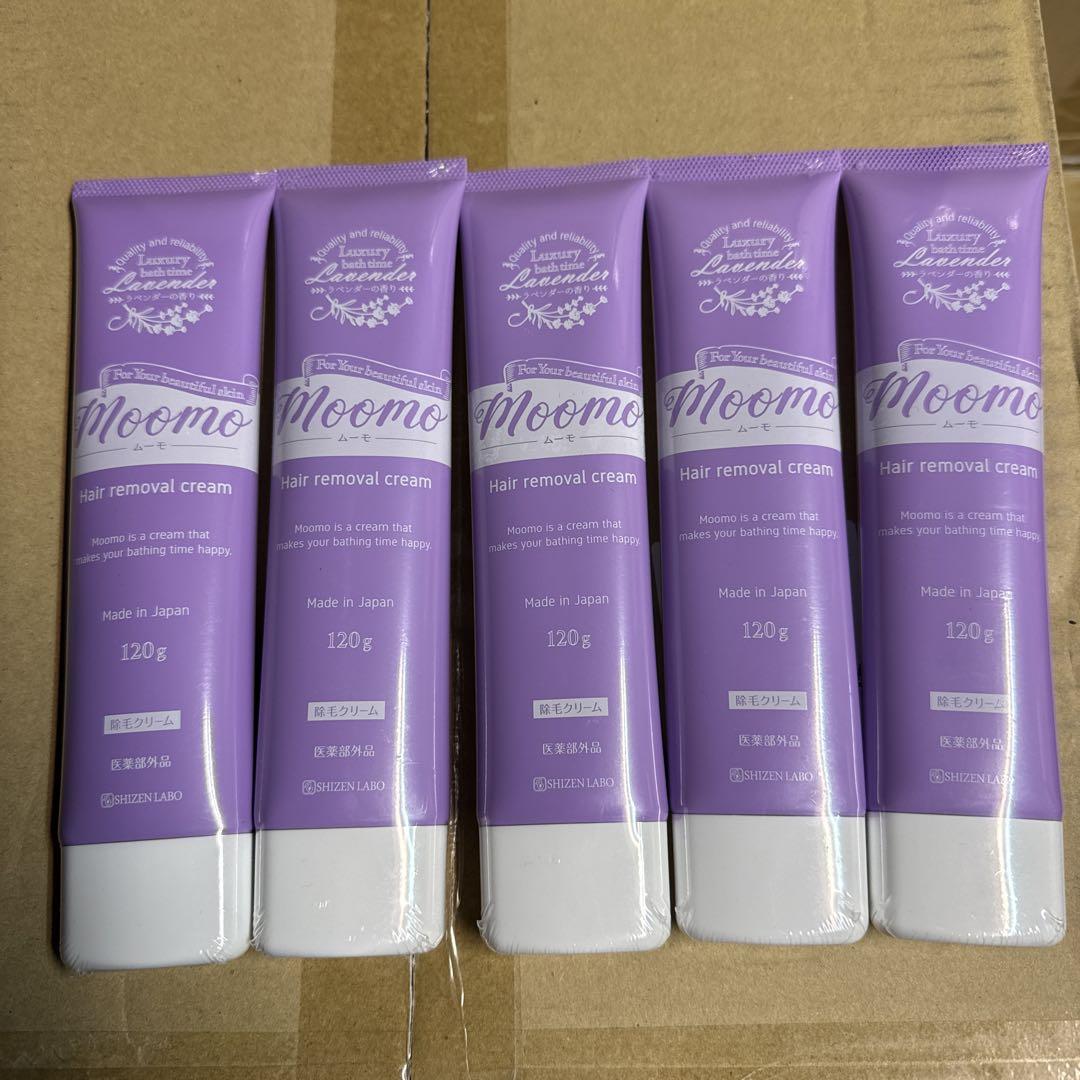 Quality and reliability
Luxury
bath time
Lavender
ラベンダーの香り
For Your beautiful skin
Moomo
ムーモ
Hair removal cream
Moomo is a cream that
makes your bathing time happy.
Made in Japan
120g
除毛クリーム
医薬部外品
SHIZEN LABO
Quality and reliability
Luxury
bath time
Lavender
ラベンダーの香り
For Your beautiful skin
Moomo
ムーモ
Hair removal cream
Moomo is a cream that
makes your bathing time happy.
Made in Japan
120g
除毛クリーム
医薬部外品
SHIZEN LABO
Quality and reliability
Luxury
bath time
Lavender
ラベンダーの香り
For Your beautiful skin
Moomo
ムーモ
Hair removal cream
Moomo is a cream that
makes your bathing time happy.
Made in Japan
120g
除毛クリーム
医薬部外品
SHIZEN LABO
Quality and reliability
Luxury
bath time
Lavender
ラベンダーの香り
For Your beautiful skin
Moomo
ムーモ
Hair removal cream
Moomo is a cream that
makes your bathing time happy.
Made in Japan
120g
除毛クリーム
医薬部外品
SHIZEN LABO
Quality and reliability
Luxury
bath time
Lavender
ラベンダーの香り
For Your beautiful skin
Moomo
ムーモ
Hair removal cream
Moomo is a cream that
makes your bathing time happy.
Made in Japan
120g
除毛クリーム
医薬部外品
SHIZEN LABO